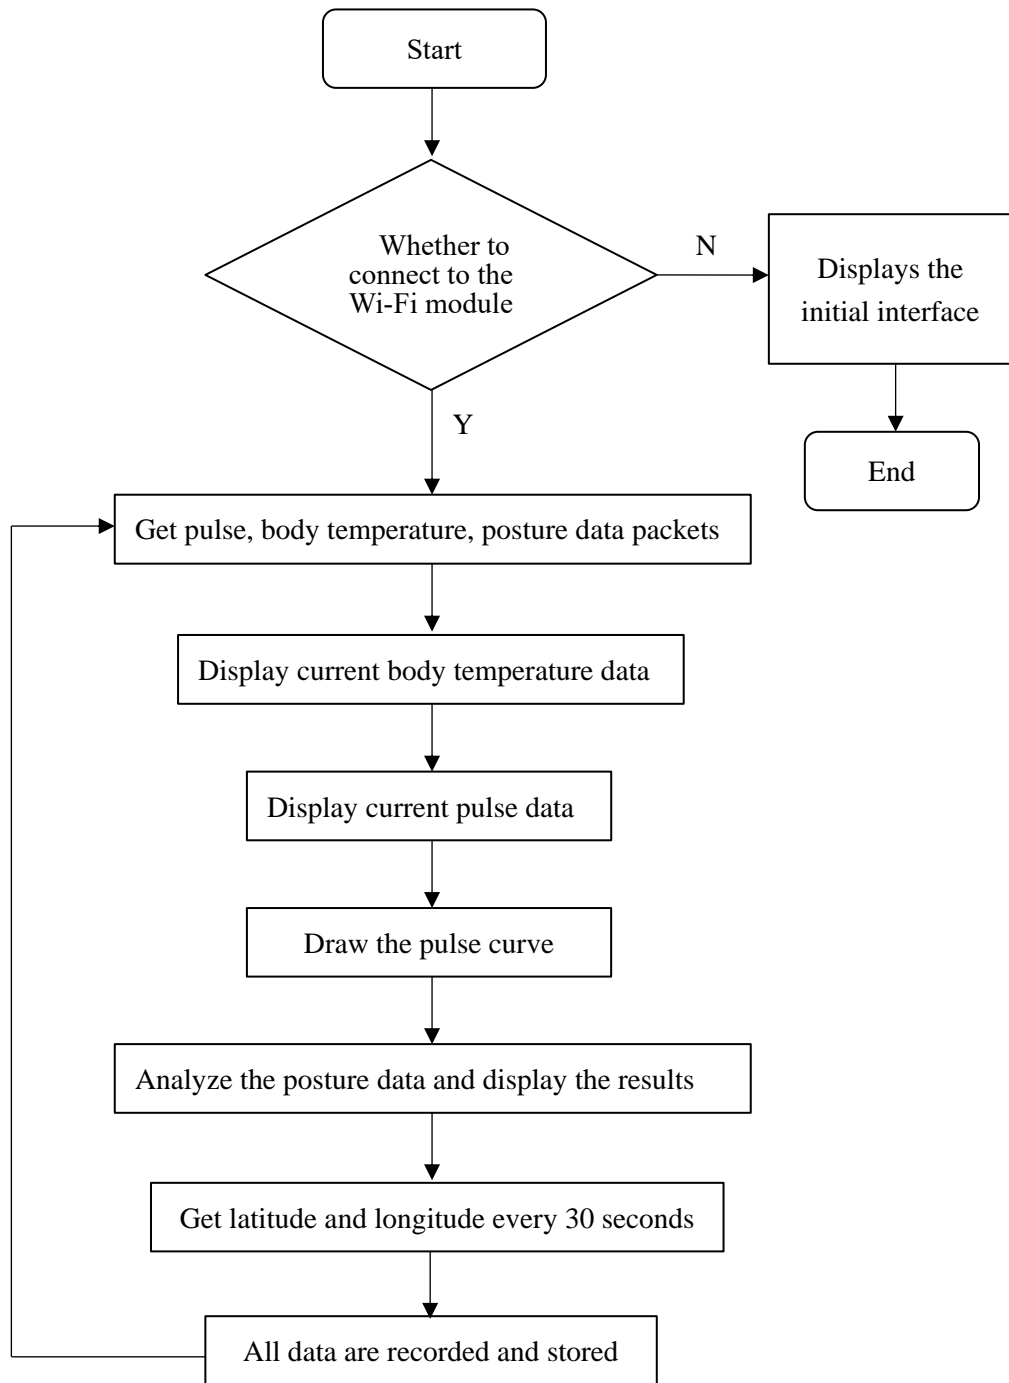 Start
Whether to
connect to the
Wi-Fi module
N
Displays the
initial interface
Y
End
Get pulse, body temperature, posture data packets
Display current body temperature data
Display current pulse data
Draw the pulse curve
Analyze the posture data and display the results
Get latitude and longitude every 30 seconds
All data are recorded and stored